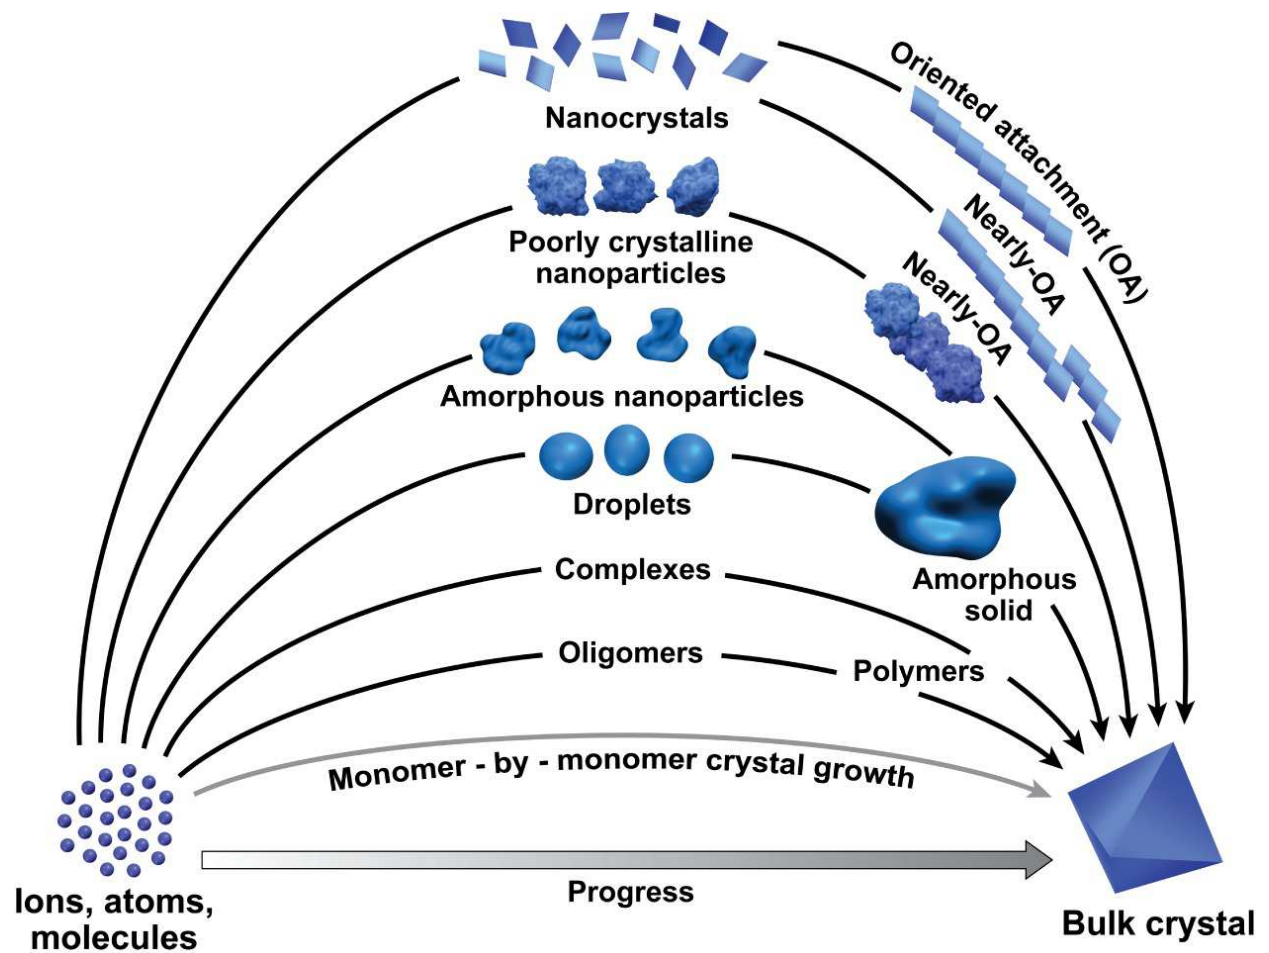 Nanocrystals
Oriented attachment (OA)
Poorly crystalline
nanoparticles
Nearly-OA
Nearly-OA
Amorphous nanoparticles
Droplets
Amorphous
solid
Complexes
Oligomers
Polymers
Monomer - by - monomer crystal growth
Progress
Ions, atoms,
molecules
Bulk crystal